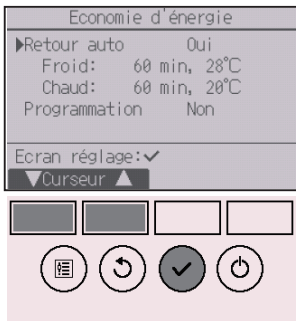 Economie d'énergie
▶Retour auto Oui
Froid: 60 min, 28℃
Chaud: 60 min, 20℃
Programmation Non
Ecran réglage:✓
▼Curseur ▲